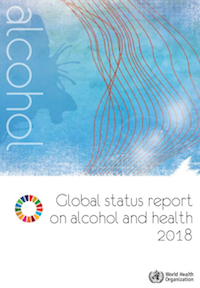 alcohol
Global status report
on alcohol and health
2018
World Health
Organization